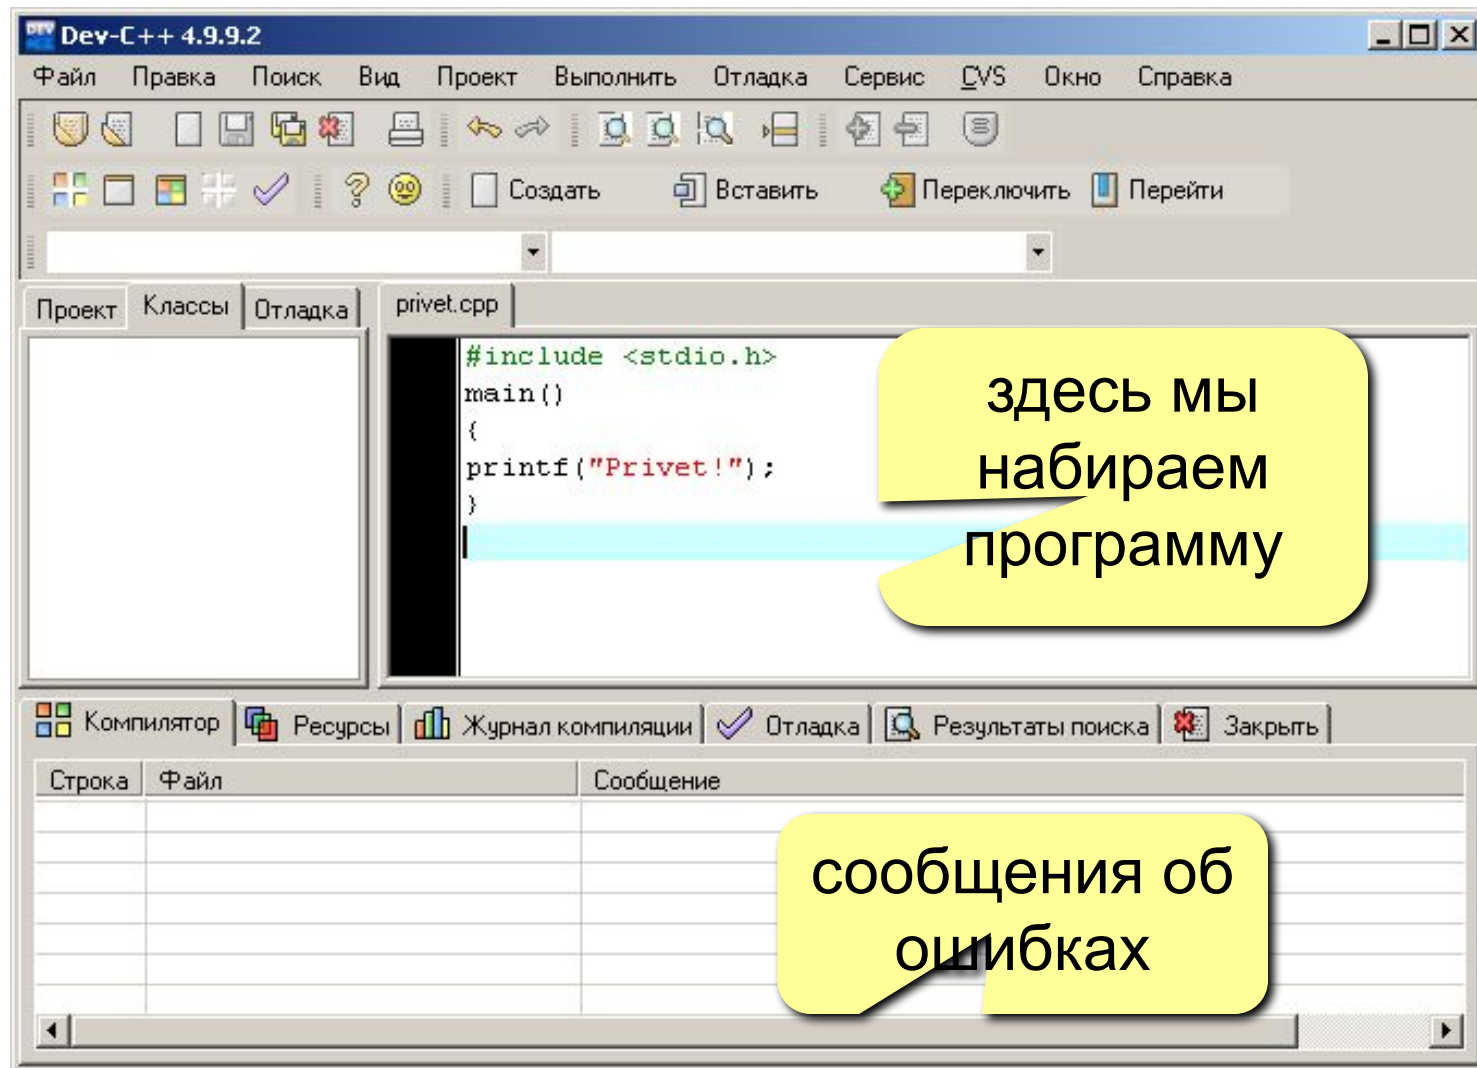 Dev-C++ 4.9.9.2
Файл Правка Поиск Вид Проект Выполнить Отладка Сервис CVS Окно Справка
Создать Вставить Переключить Перейти
Проект Классы Отладка privet.cpp
#include <stdio.h>
main()
{
printf("Privet!");
}
здесь мы
набираем
программу
Компилятор Ресурсы Журнал компиляции Отладка Результаты поиска Закрыть
Строка Файл Сообщение
сообщения об
ошибках